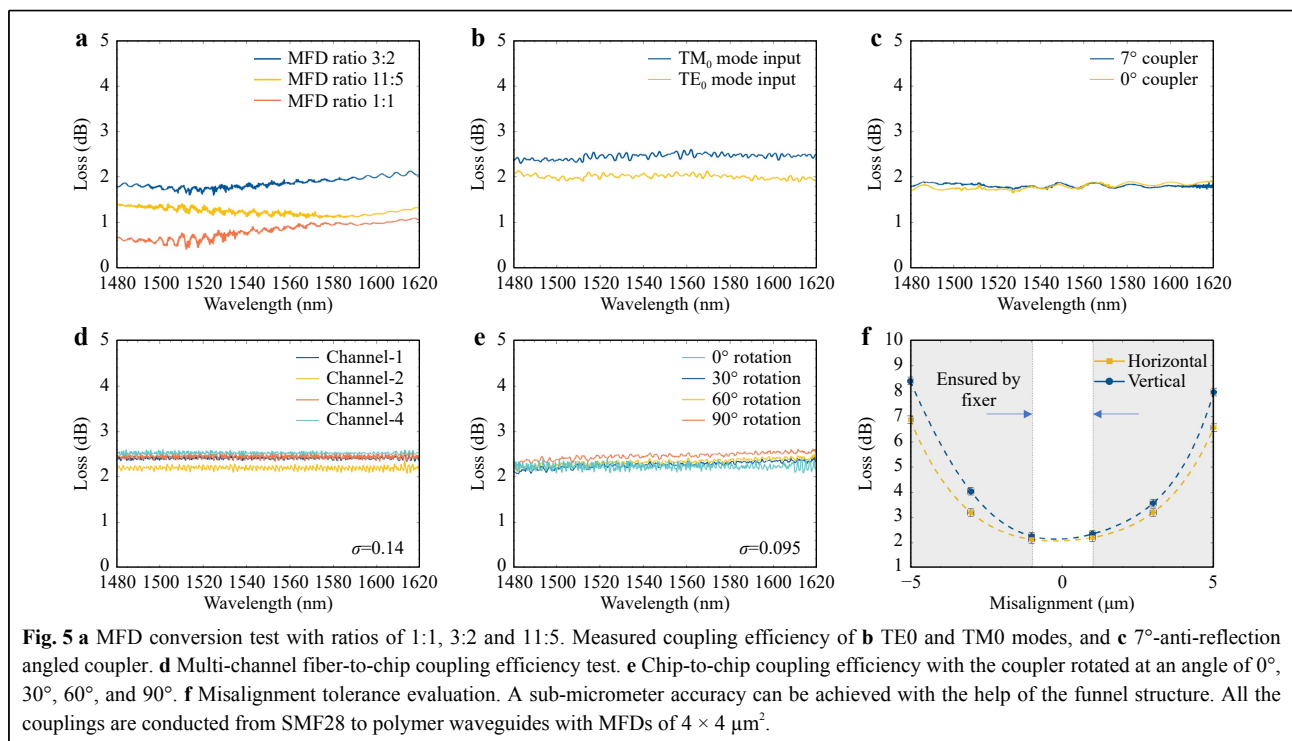 a
MFD ratio 3:2
MFD ratio 11:5
MFD ratio 1:1
5
4
3
2
1
0
Loss (dB)
1480 1500 1520 1540 1560 1580 1600 1620
Wavelength (nm)
b
TM₀ mode input
TE₀ mode input
5
4
3
2
1
0
Loss (dB)
1480 1500 1520 1540 1560 1580 1600 1620
Wavelength (nm)
c
7° coupler
0° coupler
5
4
3
2
1
0
Loss (dB)
1480 1500 1520 1540 1560 1580 1600 1620
Wavelength (nm)
d
Channel-1
Channel-2
Channel-3
Channel-4
5
4
3
2
1
0
Loss (dB)
σ=0.14
1480 1500 1520 1540 1560 1580 1600 1620
Wavelength (nm)
e
0° rotation
30° rotation
60° rotation
90° rotation
5
4
3
2
1
0
Loss (dB)
σ=0.095
1480 1500 1520 1540 1560 1580 1600 1620
Wavelength (nm)
f
Horizontal
Vertical
Ensured by
fixer
10
9
8
7
6
5
4
3
2
1
Loss (dB)
−5 0 5
Misalignment (μm)
Fig. 5 a MFD conversion test with ratios of 1:1, 3:2 and 11:5. Measured coupling efficiency of b TE0 and TM0 modes, and c 7°-anti-reflection
angled coupler. d Multi-channel fiber-to-chip coupling efficiency test. e Chip-to-chip coupling efficiency with the coupler rotated at an angle of 0°,
30°, 60°, and 90°. f Misalignment tolerance evaluation. A sub-micrometer accuracy can be achieved with the help of the funnel structure. All the
couplings are conducted from SMF28 to polymer waveguides with MFDs of 4 × 4 μm².